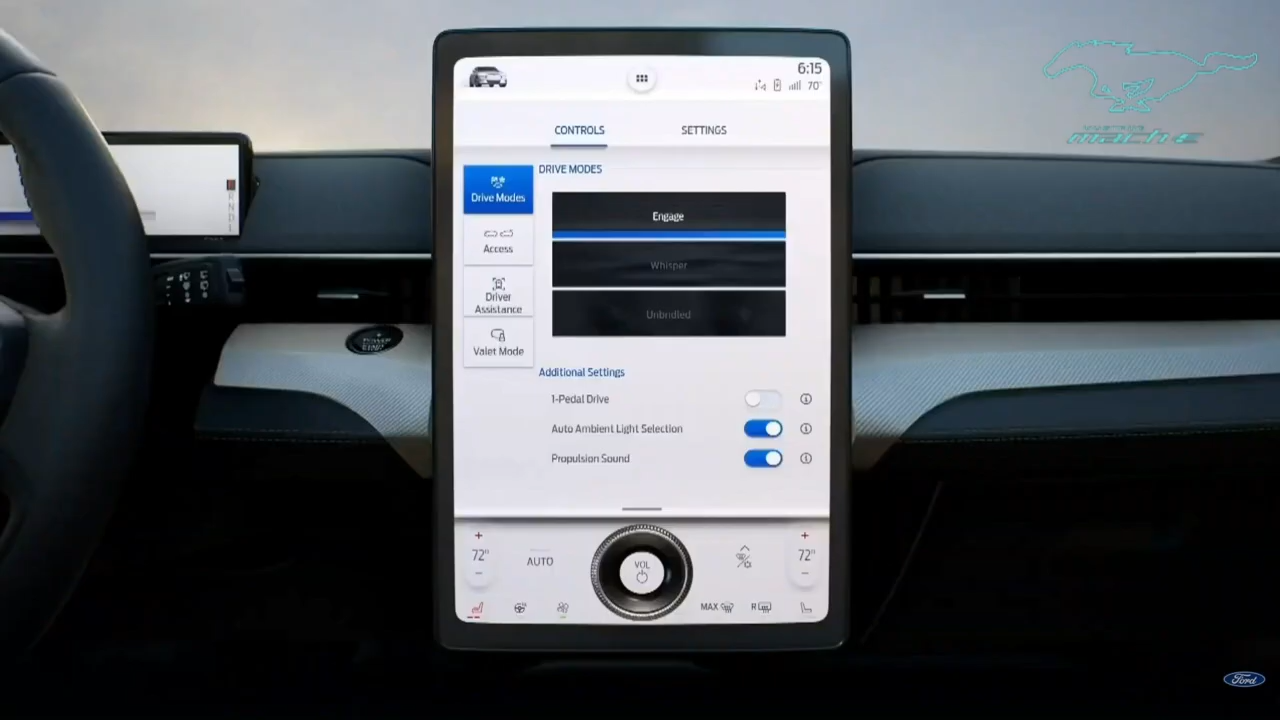 6:15
70°
CONTROLS
SETTINGS
DRIVE MODES
Drive Modes
Engage
Access
Whisper
Driver
Assistance
Unbridled
Valet Mode
Additional Settings
1-Pedal Drive
Auto Ambient Light Selection
Propulsion Sound
72°
AUTO
VOL
72°
MAX
R
R
N
D
L
mach-e
Ford